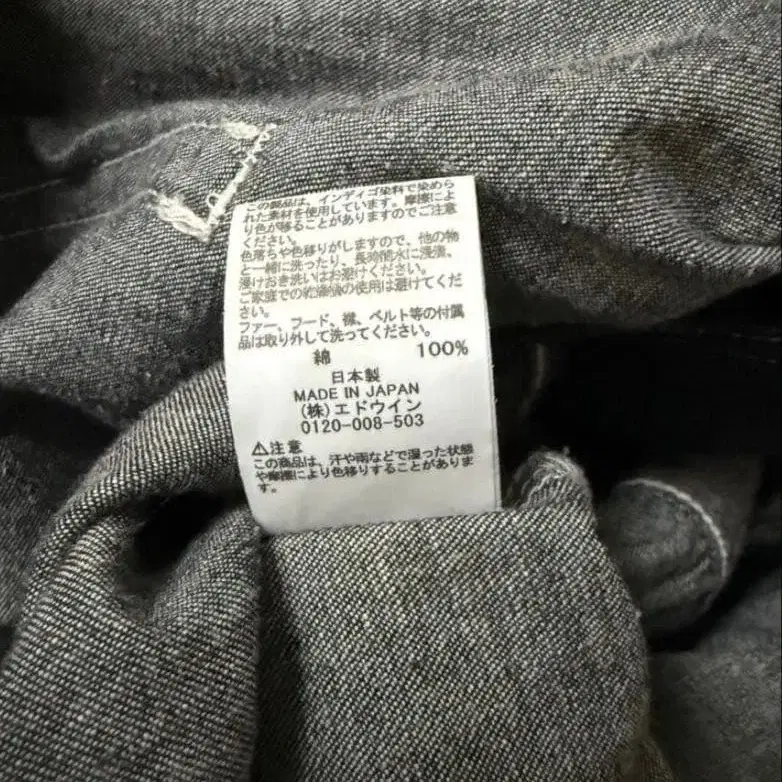 この製品は、インディゴ染料で染めら
れた素材を使用しています。摩擦によ
り色が移ることがありますのでご注意
ください。
色落ちや色移りがしますので、他の物
と一緒に洗ったり、長時間水に浸漬、
浸けおき洗いはお避けください。
ご家庭での乾燥機の使用は避けてくだ
さい。
ファー、フード、襟、ベルト等の付属
品は取り外して洗ってください。
綿 100%
日本製
MADE IN JAPAN
(株)エドウイン
0120-008-503
⚠注意
この商品は、汗や雨などで湿った状態
や摩擦により色移りすることがありま
す。